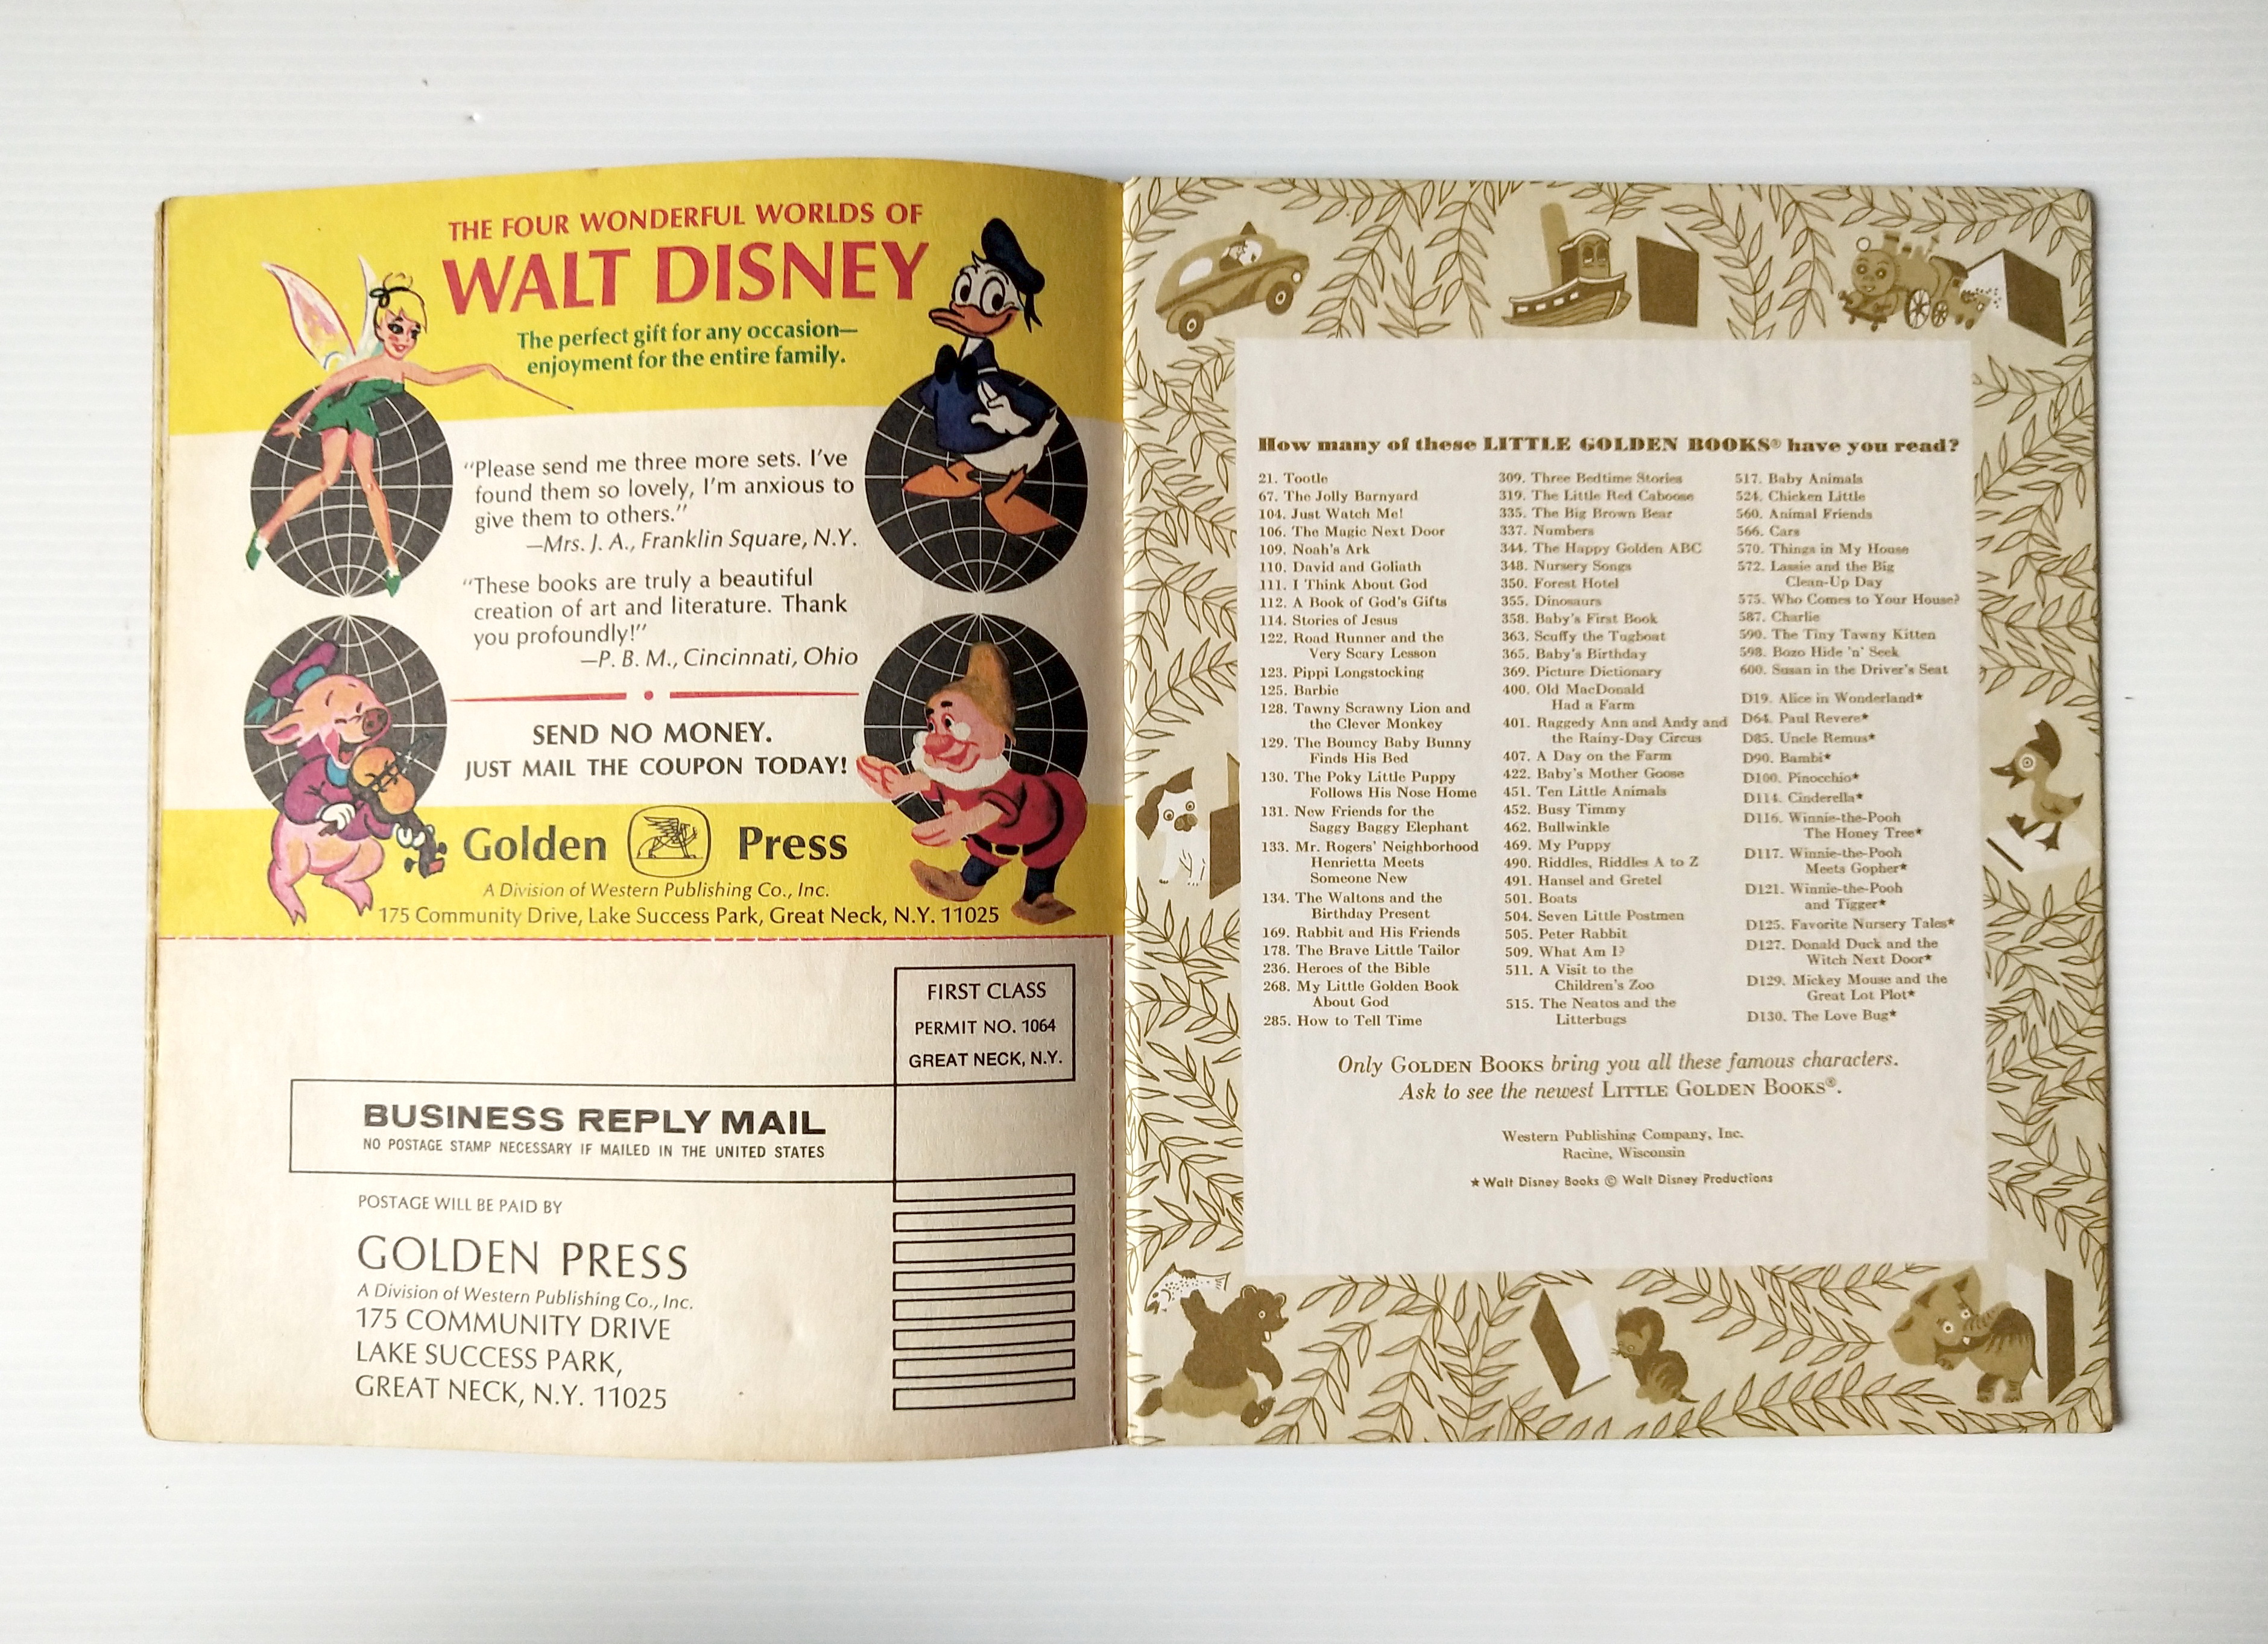 THE FOUR WONDERFUL WORLDS OF
WALT DISNEY
The perfect gift for any occasion—
enjoyment for the entire family.
“Please send me three more sets. I’ve
found them so lovely, I’m anxious to
give them to others.”
—Mrs. J. A., Franklin Square, N.Y.
“These books are truly a beautiful
creation of art and literature. Thank
you profoundly!”
—P. B. M., Cincinnati, Ohio
SEND NO MONEY.
JUST MAIL THE COUPON TODAY!
Golden Press
A Division of Western Publishing Co., Inc.
175 Community Drive, Lake Success Park, Great Neck, N.Y. 11025
FIRST CLASS
PERMIT NO. 1064
GREAT NECK, N.Y.
BUSINESS REPLY MAIL
NO POSTAGE STAMP NECESSARY IF MAILED IN THE UNITED STATES
POSTAGE WILL BE PAID BY
GOLDEN PRESS
A Division of Western Publishing Co., Inc.
175 COMMUNITY DRIVE
LAKE SUCCESS PARK,
GREAT NECK, N.Y. 11025
How many of these LITTLE GOLDEN BOOKS® have you read?
21. Tootle
67. The Jolly Barnyard
104. Just Watch Me!
106. The Magic Next Door
109. Noah's Ark
110. David and Goliath
111. I Think About God
112. A Book of God's Gifts
114. Stories of Jesus
122. Road Runner and the
Very Scary Lesson
123. Pippi Longstocking
125. Barbie
128. Tawny Scrawny Lion and
the Clever Monkey
129. The Bouncy Baby Bunny
Finds His Bed
130. The Poky Little Puppy
Follows His Nose Home
131. New Friends for the
Saggy Baggy Elephant
133. Mr. Rogers' Neighborhood
Henrietta Meets
Someone New
134. The Waltons and the
Birthday Present
169. Rabbit and His Friends
178. The Brave Little Tailor
236. Heroes of the Bible
268. My Little Golden Book
About God
285. How to Tell Time
309. Three Bedtime Stories
319. The Little Red Caboose
335. The Big Brown Bear
337. Numbers
344. The Happy Golden ABC
348. Nursery Songs
350. Forest Hotel
355. Dinosaurs
358. Baby's First Book
363. Scuffy the Tugboat
365. Baby's Birthday
369. Picture Dictionary
400. Old MacDonald
Had a Farm
401. Raggedy Ann and Andy and
the Rainy-Day Circus
407. A Day on the Farm
422. Baby's Mother Goose
451. Ten Little Animals
452. Busy Timmy
462. Bullwinkle
469. My Puppy
490. Riddles, Riddles A to Z
491. Hansel and Gretel
501. Boats
504. Seven Little Postmen
505. Peter Rabbit
509. What Am I?
511. A Visit to the
Children's Zoo
515. The Neatos and the
Litterbugs
517. Baby Animals
524. Chicken Little
560. Animal Friends
566. Cars
570. Things in My House
572. Lassie and the Big
Clean-Up Day
575. Who Comes to Your House?
587. Charlie
590. The Tiny Tawny Kitten
598. Bozo Hide 'n' Seek
600. Susan in the Driver's Seat
D19. Alice in Wonderland★
D64. Paul Revere★
D85. Uncle Remus★
D90. Bambi★
D100. Pinocchio★
D114. Cinderella★
D116. Winnie-the-Pooh
The Honey Tree★
D117. Winnie-the-Pooh
Meets Gopher★
D121. Winnie-the-Pooh
and Tigger★
D125. Favorite Nursery Tales★
D127. Donald Duck and the
Witch Next Door★
D129. Mickey Mouse and the
Great Lot Plot★
D130. The Love Bug★
Only GOLDEN BOOKS bring you all these famous characters.
Ask to see the newest LITTLE GOLDEN BOOKS®.
Western Publishing Company, Inc.
Racine, Wisconsin
★ Walt Disney Books © Walt Disney Productions